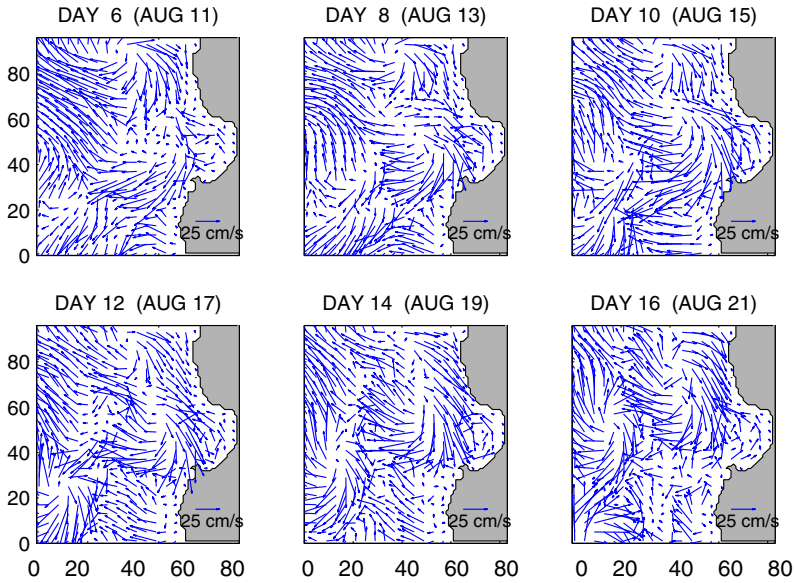 DAY 6 (AUG 11)
DAY 8 (AUG 13)
DAY 10 (AUG 15)
80
60
40
20
0
25 cm/s
25 cm/s
25 cm/s
DAY 12 (AUG 17)
DAY 14 (AUG 19)
DAY 16 (AUG 21)
80
60
40
20
0
25 cm/s
25 cm/s
25 cm/s
0 20 40 60 80
0 20 40 60 80
0 20 40 60 80